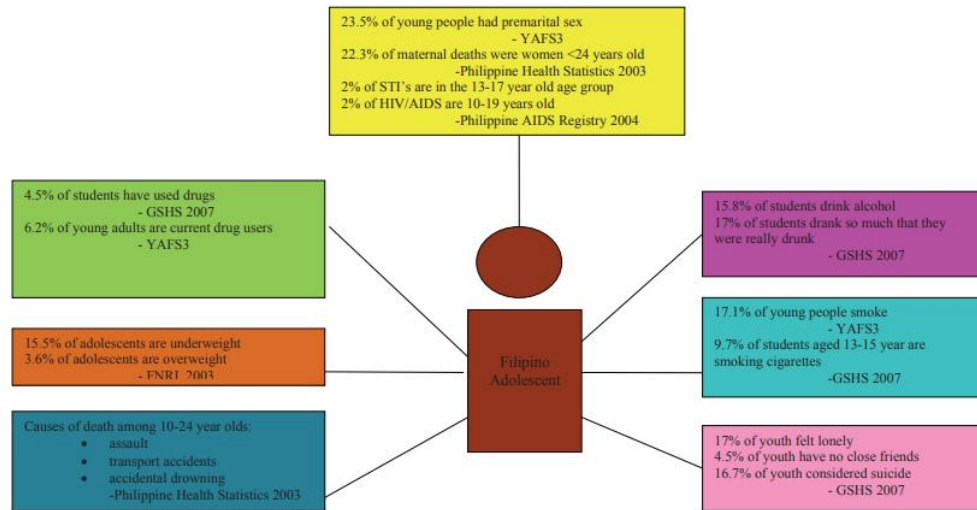 23.5% of young people had premarital sex
- YAFS3
22.3% of maternal deaths were women <24 years old
-Philippine Health Statistics 2003
2% of STI's are in the 13-17 year old age group
2% of HIV/AIDS are 10-19 years old
-Philippine AIDS Registry 2004
4.5% of students have used drugs
- GSHS 2007
6.2% of young adults are current drug users
- YAFS3
15.8% of students drink alcohol
17% of students drank so much that they
were really drunk
- GSHS 2007
15.5% of adolescents are underweight
3.6% of adolescents are overweight
- FNRI 2003
Filipino
Adolescent
17.1% of young people smoke
- YAFS3
9.7% of students aged 13-15 year are
smoking cigarettes
-GSHS 2007
Causes of death among 10-24 year olds:
• assault
• transport accidents
• accidental drowning
-Philippine Health Statistics 2003
17% of youth felt lonely
4.5% of youth have no close friends
16.7% of youth considered suicide
- GSHS 2007